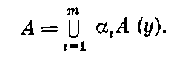 A = ⋃_{i=1}^{m} α_i A (y).